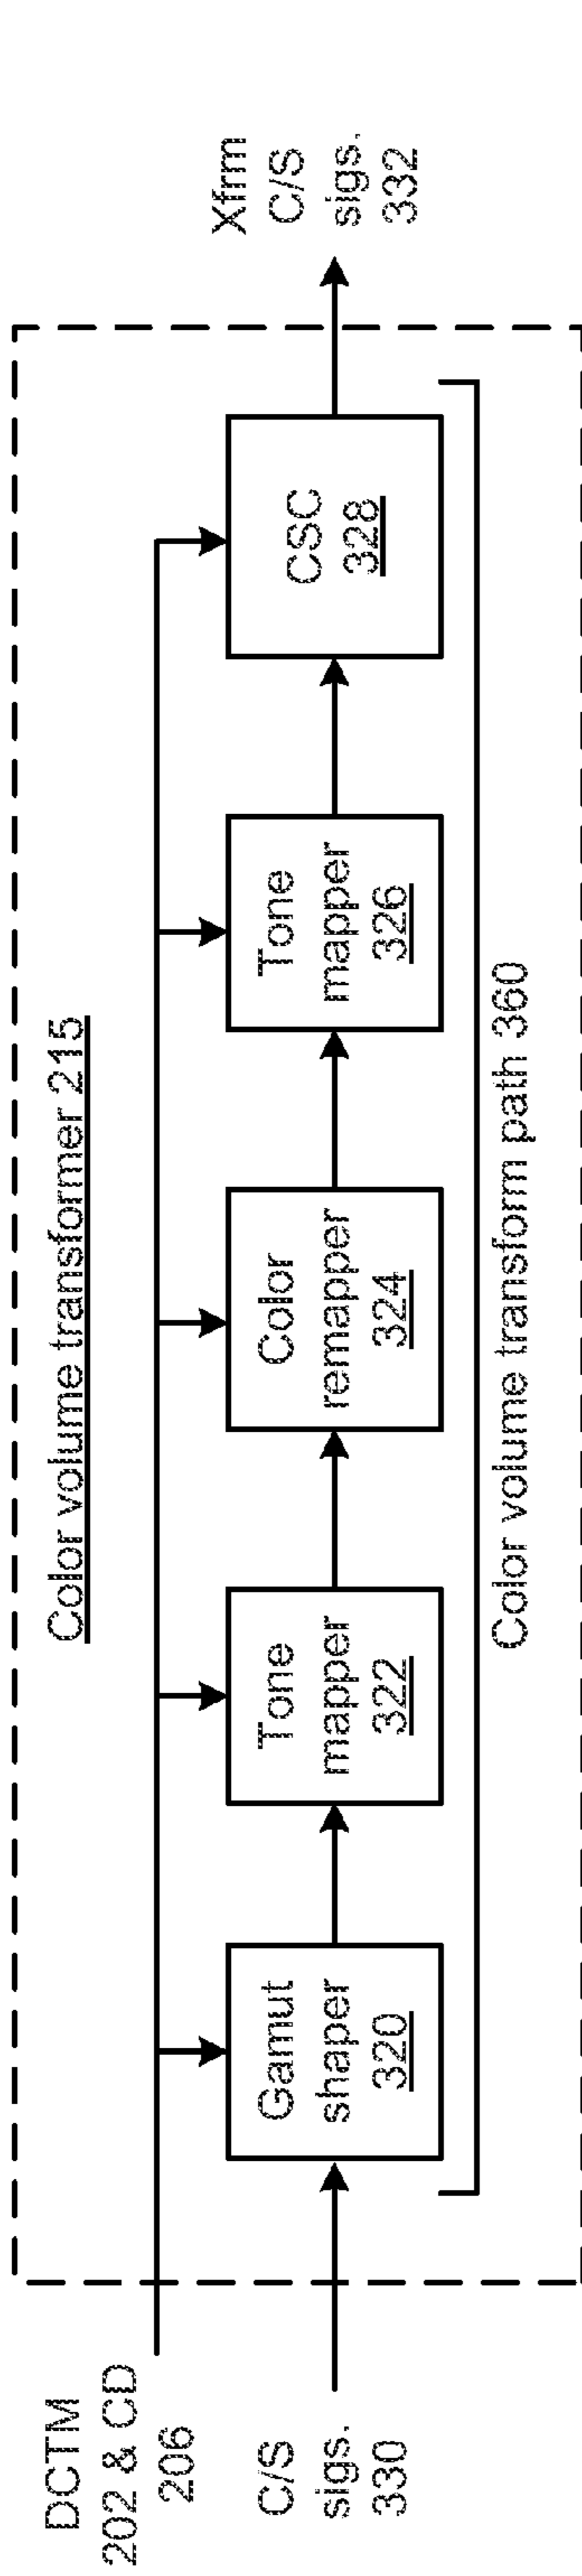 Color volume transformer 215
DCTM
202 & CD
206
C/S
sigs.
330
Gamut
shaper
320
Tone
mapper
322
Color
remapper
324
Tone
mapper
326
CSC
328
Xfrm
C/S
sigs.
332
Color volume transform path 360